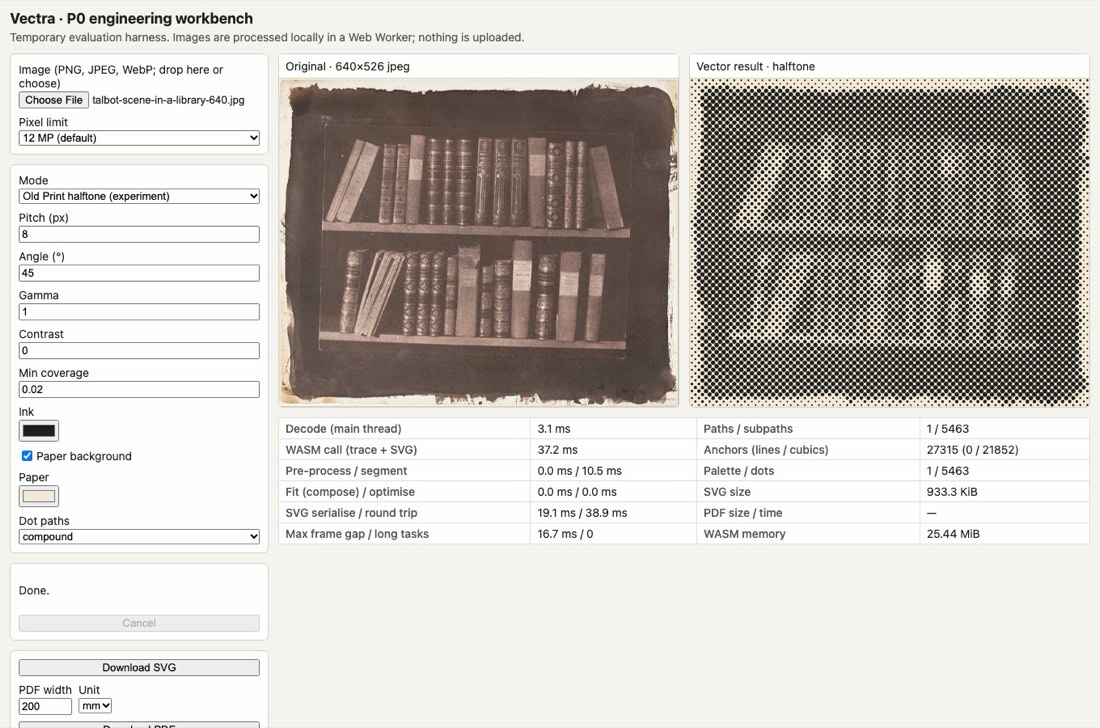 Vectra · P0 engineering workbench
Temporary evaluation harness. Images are processed locally in a Web Worker; nothing is uploaded.
Image (PNG, JPEG, WebP; drop here or
choose)
Choose File talbot-scene-in-a-library-640.jpg
Pixel limit
12 MP (default)
Mode
Old Print halftone (experiment)
Pitch (px)
8
Angle (°)
45
Gamma
1
Contrast
0
Min coverage
0.02
Ink
Paper background
Paper
Dot paths
compound
Done.
Cancel
Download SVG
PDF width Unit
200 mm
Download PDF
Original · 640×526 jpeg
Vector result · halftone
Decode (main thread) 3.1 ms Paths / subpaths 1 / 5463
WASM call (trace + SVG) 37.2 ms Anchors (lines / cubics) 27315 (0 / 21852)
Pre-process / segment 0.0 ms / 10.5 ms Palette / dots 1 / 5463
Fit (compose) / optimise 0.0 ms / 0.0 ms SVG size 933.3 KiB
SVG serialise / round trip 19.1 ms / 38.9 ms PDF size / time —
Max frame gap / long tasks 16.7 ms / 0 WASM memory 25.44 MiB